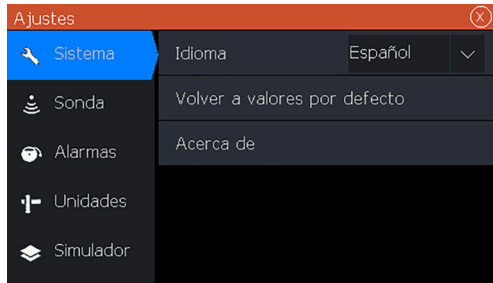 Ajustes
Sistema
Idioma Español
Sonda
Volver a valores por defecto
Alarmas
Acerca de
Unidades
Simulador